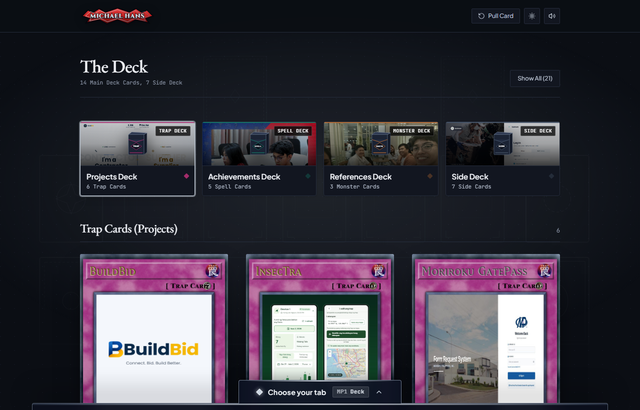 MICHAEL HANS
Pull Card
The Deck
14 Main Deck Cards, 7 Side Deck
Show All (21)
TRAP DECK
SPELL DECK
MONSTER DECK
SIDE DECK
Projects Deck
6 Trap Cards
Achievements Deck
5 Spell Cards
References Deck
3 Monster Cards
Side Deck
7 Side Cards
Trap Cards (Projects)
6
BuildBid
[ Trap Card ]
InsecTra
[ Trap Card ]
Moriroku GatePass
[ Trap Card ]
BuildBid
Connect. Bid. Build Better.
Form Request System
Choose your tab
MP1 Deck